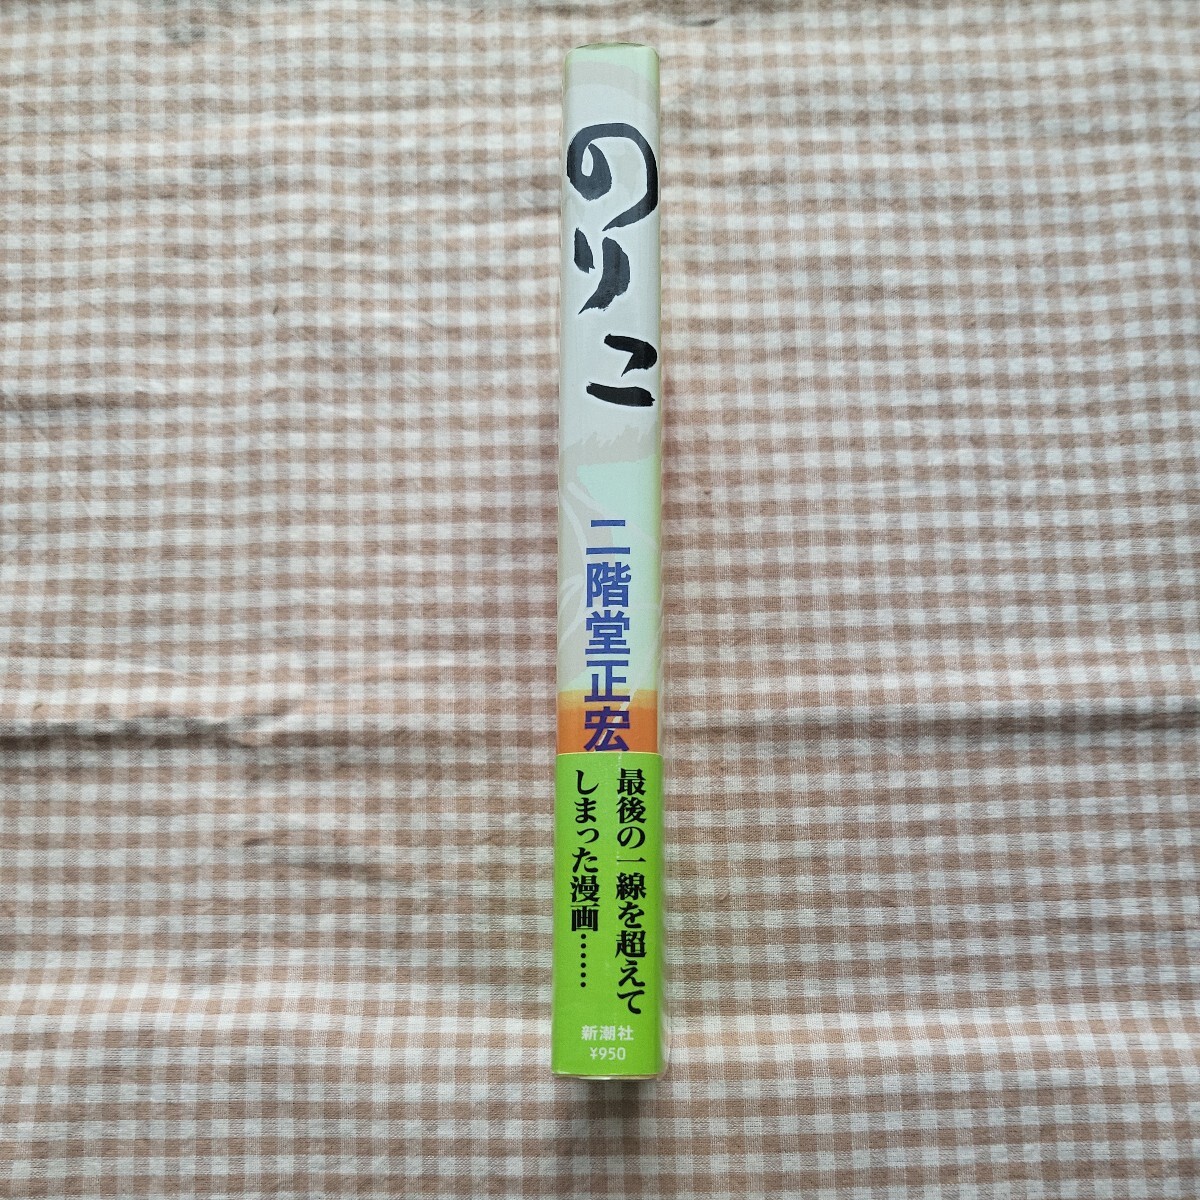 のりこ
二階堂正宏
最後の一線を超えて
しまった漫画……
新潮社
¥950